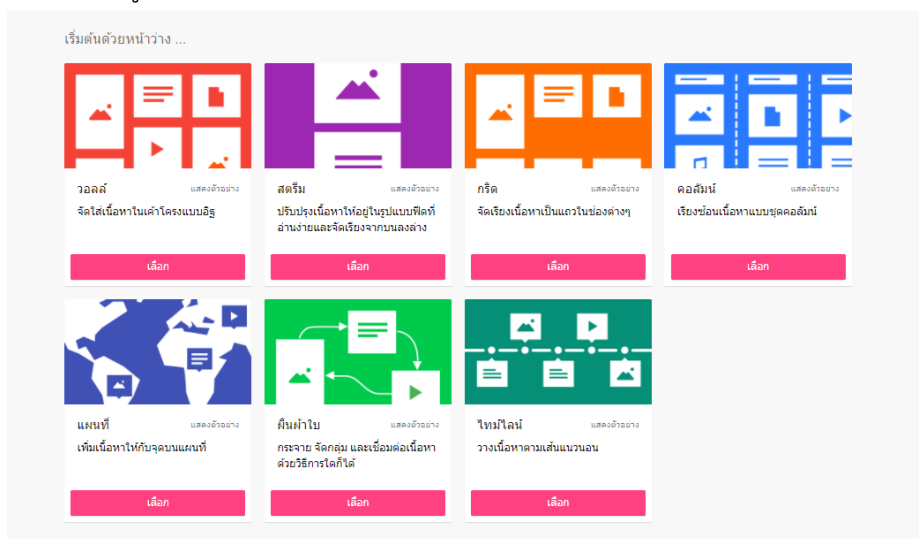 เริ่มต้นด้วยหน้าว่าง ...
วอลล์ แสดงตัวอย่าง
จัดใส่เนื้อหาในเค้าโครงแบบอิฐ
เลือก
สตรีม แสดงตัวอย่าง
ปรับปรุงเนื้อหาให้อยู่ในรูปแบบฟีดที่
อ่านง่ายและจัดเรียงจากบนลงล่าง
เลือก
กริด แสดงตัวอย่าง
จัดเรียงเนื้อหาเป็นแถวในช่องต่างๆ
เลือก
คอลัมน์ แสดงตัวอย่าง
เรียงซ้อนเนื้อหาแบบชุดคอลัมน์
เลือก
แผนที่ แสดงตัวอย่าง
เพิ่มเนื้อหาให้กับจุดบนแผนที่
เลือก
ผืนผ้าใบ แสดงตัวอย่าง
กระจาย จัดกลุ่ม และเชื่อมต่อเนื้อหา
ด้วยวิธีการใดก็ได้
เลือก
ไทม์ไลน์ แสดงตัวอย่าง
วางเนื้อหาตามเส้นแนวนอน
เลือก